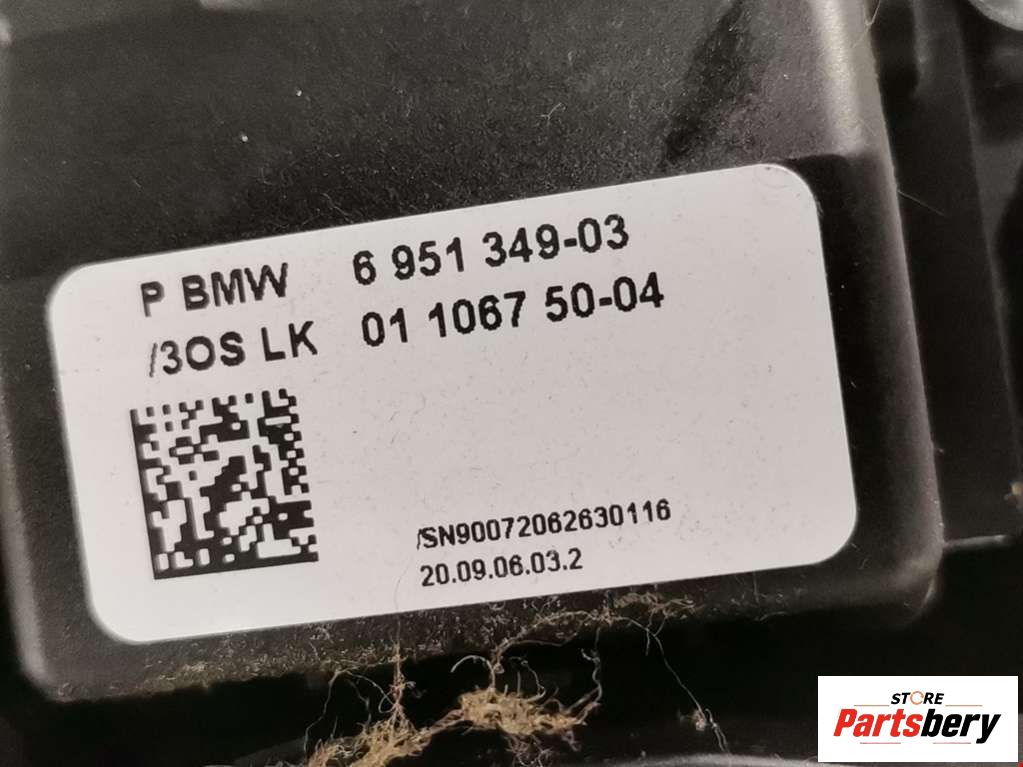 P BMW 6 951 349-03
/3OS LK 01 1067 50-04
/SN90072062630116
20.09.06.03.2
STORE
Partsbery